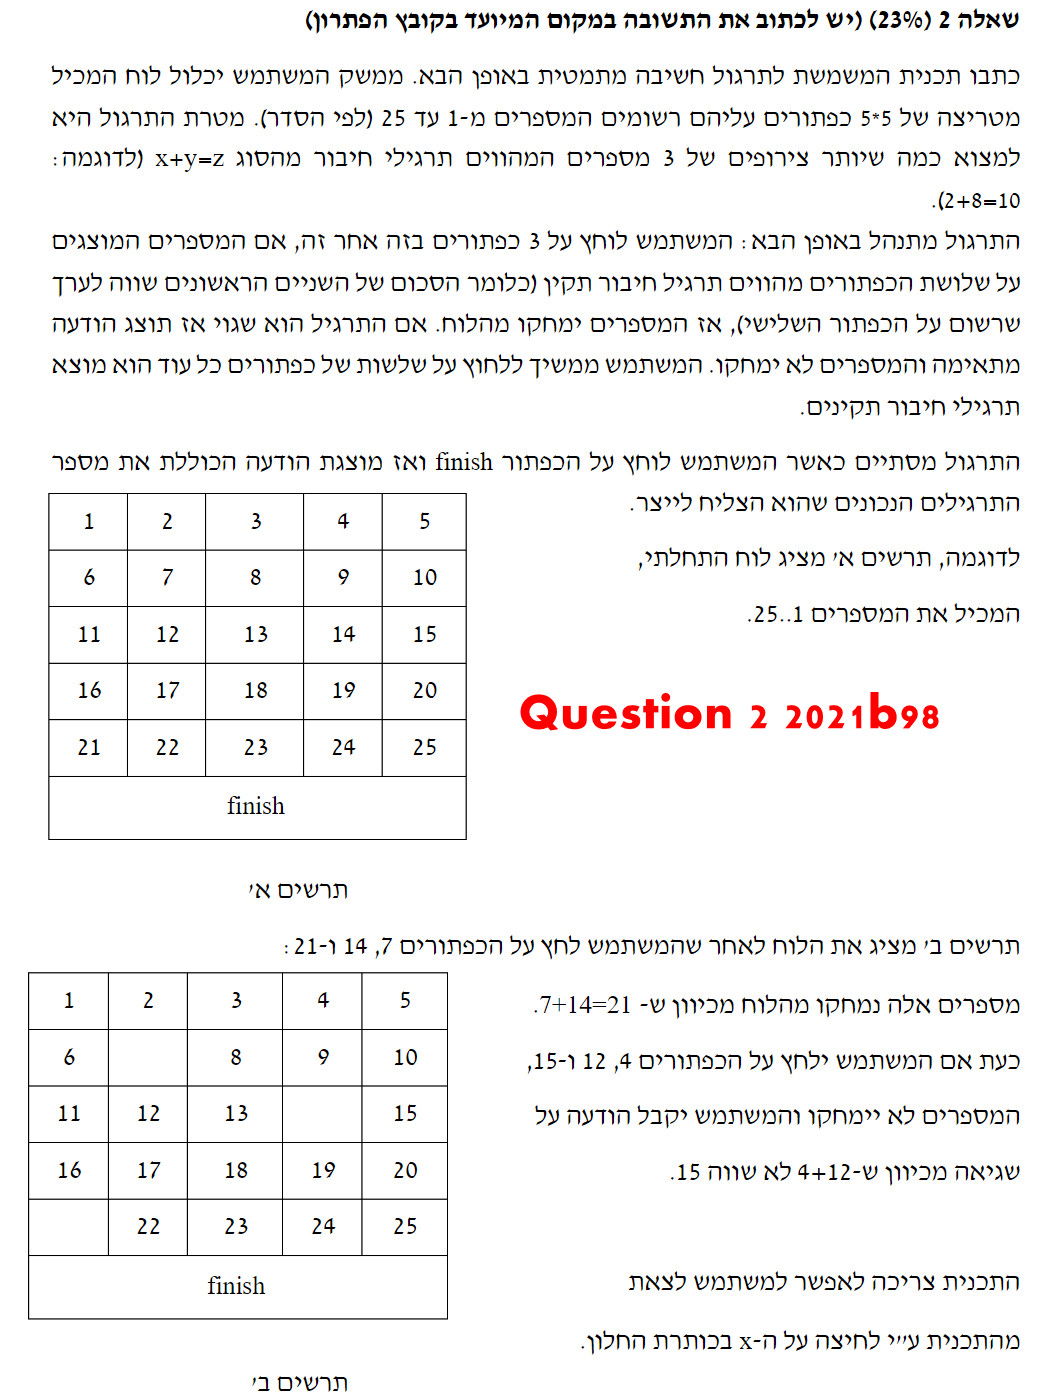 שאלה 2 (23%) (יש לכתוב את התשובה במקום המיועד בקובץ הפתרון)
כתבו תכנית המשמשת לתרגול חשיבה מתמטית באופן הבא. ממשק המשתמש יכלול לוח המכיל
מטריצה של 5*5 כפתורים עליהם רשומים המספרים מ-1 עד 25 (לפי הסדר). מטרת התרגול היא
למצוא כמה שיותר צירופים של 3 מספרים המהווים תרגילי חיבור מהסוג x+y=z (לדוגמה:
2+8=10).
התרגול מתנהל באופן הבא: המשתמש לוחץ על 3 כפתורים בזה אחר זה, אם המספרים המוצגים
על שלושת הכפתורים מהווים תרגיל חיבור תקין (כלומר הסכום של השניים הראשונים שווה לערך
שרשום על הכפתור השלישי), אז המספרים ימחקו מהלוח. אם התרגיל הוא שגוי אז תוצג הודעה
מתאימה והמספרים לא ימחקו. המשתמש ממשיך ללחוץ על שלשות של כפתורים כל עוד הוא מוצא
תרגילי חיבור תקינים.
התרגול מסתיים כאשר המשתמש לוחץ על הכפתור finish ואז מוצגת הודעה הכוללת את מספר
התרגילים הנכונים שהוא הצליח לייצר.
לדוגמה, תרשים א' מציג לוח התחלתי,
המכיל את המספרים 1..25.
1 2 3 4 5
6 7 8 9 10
11 12 13 14 15
16 17 18 19 20
21 22 23 24 25
finish
Question 2 2021b98
תרשים א'
תרשים ב' מציג את הלוח לאחר שהמשתמש לחץ על הכפתורים 7, 14 ו-21:
מספרים אלה נמחקו מהלוח מכיוון ש- 7+14=21.
כעת אם המשתמש ילחץ על הכפתורים 4, 12 ו-15,
המספרים לא יימחקו והמשתמש יקבל הודעה על
שגיאה מכיוון ש-4+12 לא שווה 15.
1 2 3 4 5
6 8 9 10
11 12 13 15
16 17 18 19 20
22 23 24 25
finish
התכנית צריכה לאפשר למשתמש לצאת
מהתכנית ע"י לחיצה על ה-x בכותרת החלון.
תרשים ב'